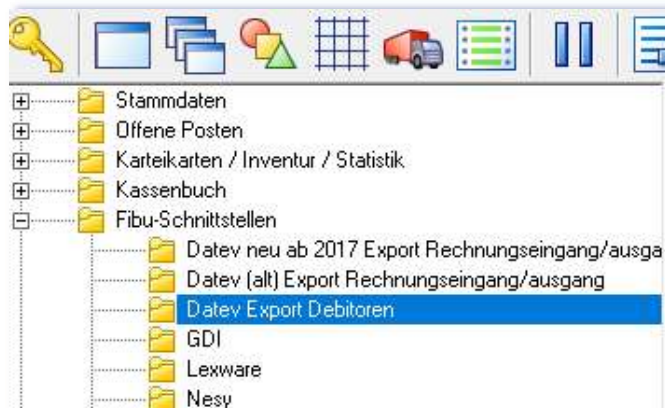 Stammdaten
Offene Posten
Karteikarten / Inventur / Statistik
Kassenbuch
Fibu-Schnittstellen
Datev neu ab 2017 Export Rechnungseingang/ausga
Datev (alt) Export Rechnungseingang/ausgang
Datev Export Debitoren
GDI
Lexware
Nesy